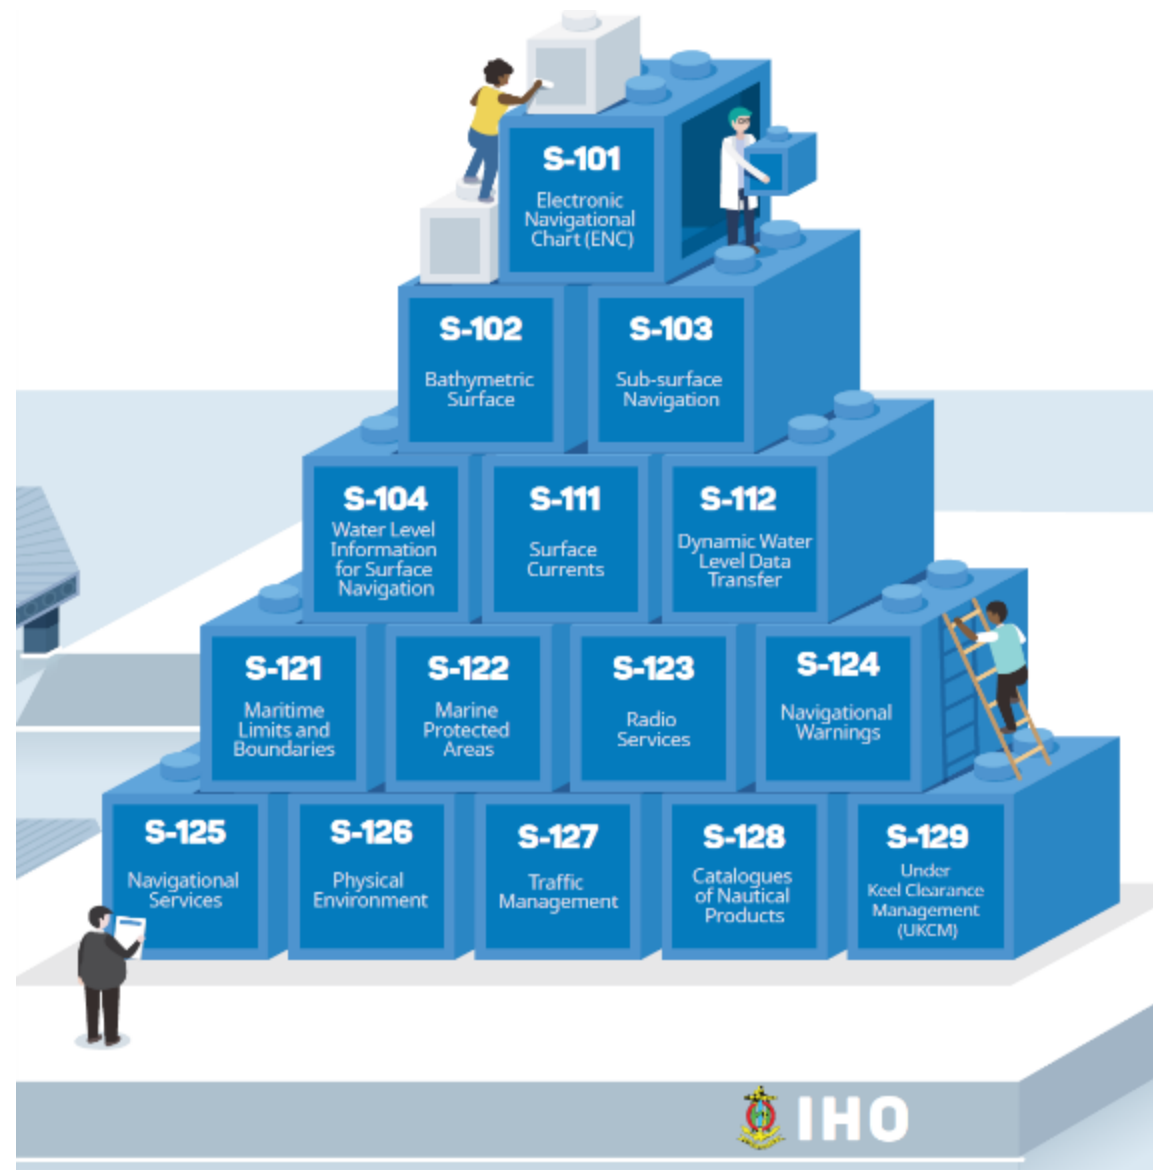 S-101
Electronic
Navigational
Chart (ENC)
S-102
Bathymetric
Surface
S-103
Sub-surface
Navigation
S-104
Water Level
Information
for Surface
Navigation
S-111
Surface
Currents
S-112
Dynamic Water
Level Data
Transfer
S-121
Maritime
Limits and
Boundaries
S-122
Marine
Protected
Areas
S-123
Radio
Services
S-124
Navigational
Warnings
S-125
Navigational
Services
S-126
Physical
Environment
S-127
Traffic
Management
S-128
Catalogues
of Nautical
Products
S-129
Under
Keel Clearance
Management
(UKCM)
IHO